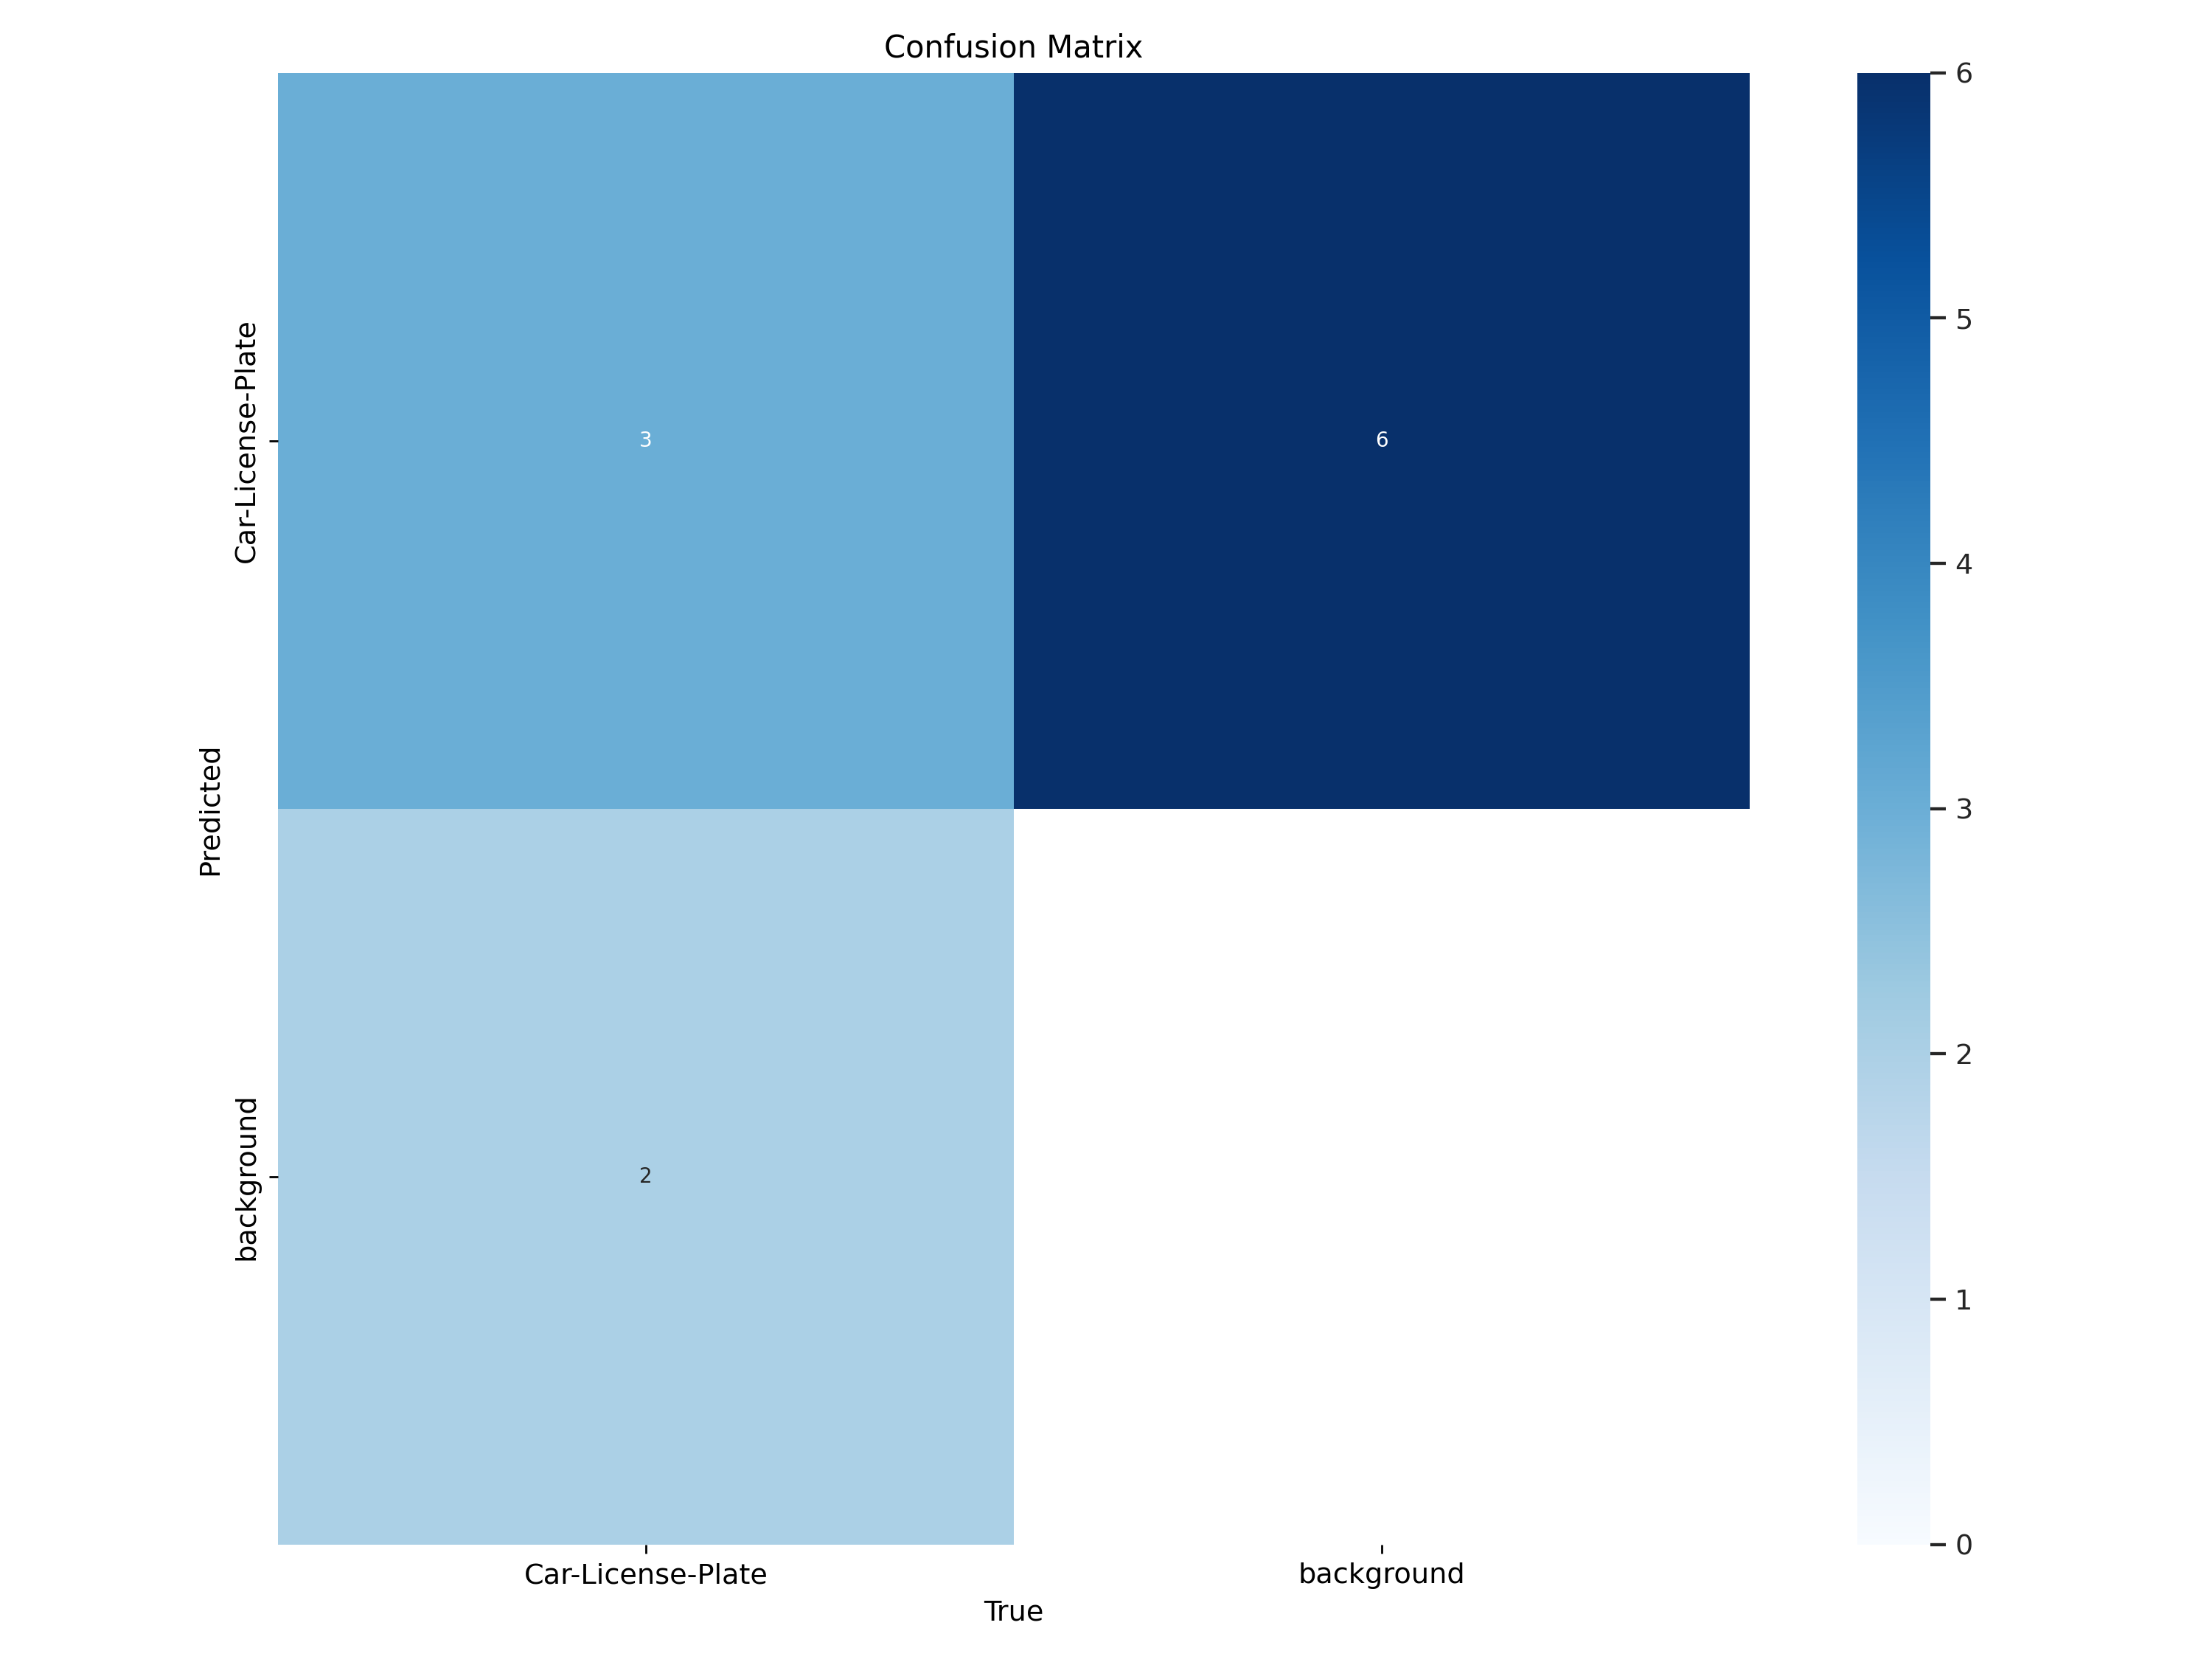 Confusion Matrix
Car-License-Plate
background
Predicted
3
6
2
Car-License-Plate
background
True
6
5
4
3
2
1
0